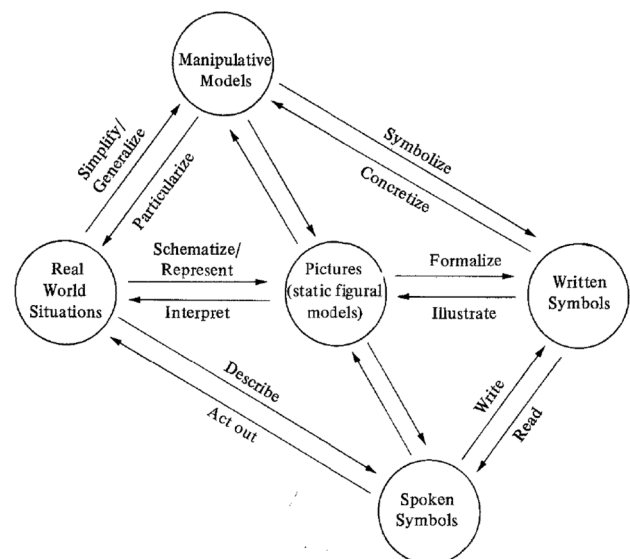 Manipulative
Models
Simplify/
Generalize
Particularize
Symbolize
Concretize
Real
World
Situations
Schematize/
Represent
Interpret
Pictures
(static figural
models)
Formalize
Illustrate
Written
Symbols
Describe
Act out
Write
Read
Spoken
Symbols